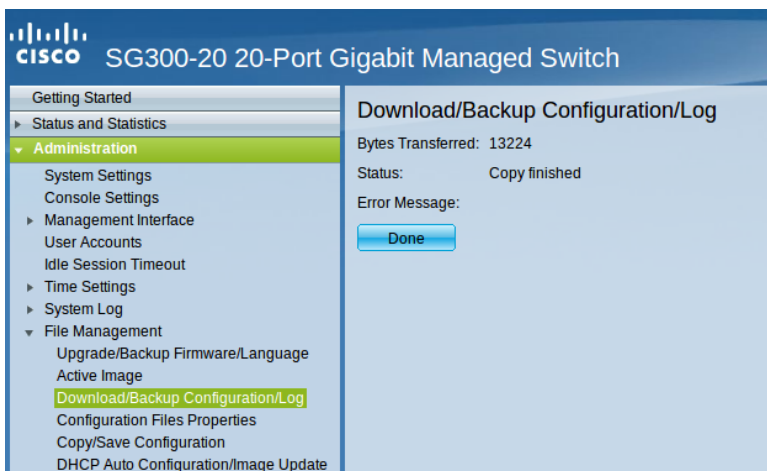 CISCO SG300-20 20-Port Gigabit Managed Switch
Getting Started
Status and Statistics
Administration
System Settings
Console Settings
Management Interface
User Accounts
Idle Session Timeout
Time Settings
System Log
File Management
Upgrade/Backup Firmware/Language
Active Image
Download/Backup Configuration/Log
Configuration Files Properties
Copy/Save Configuration
DHCP Auto Configuration/Image Update
Download/Backup Configuration/Log
Bytes Transferred: 13224
Status: Copy finished
Error Message:
Done